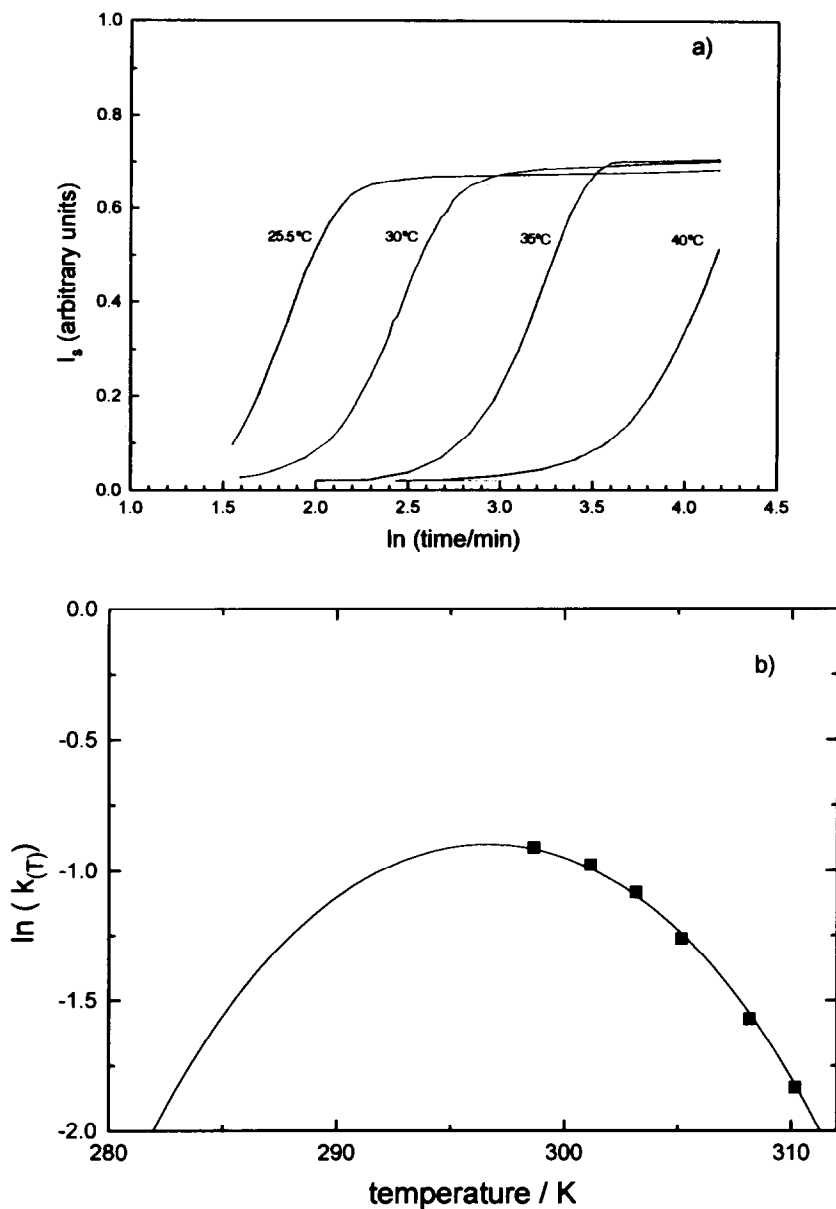 a)
1.0
0.8
0.6
0.4
0.2
0.0
I_s (arbitrary units)
25.5°C
30°C
35°C
40°C
1.0 1.5 2.0 2.5 3.0 3.5 4.0 4.5
ln (time/min)
b)
0.0
-0.5
-1.0
-1.5
-2.0
ln ( k_(T))
280 290 300 310
temperature / K